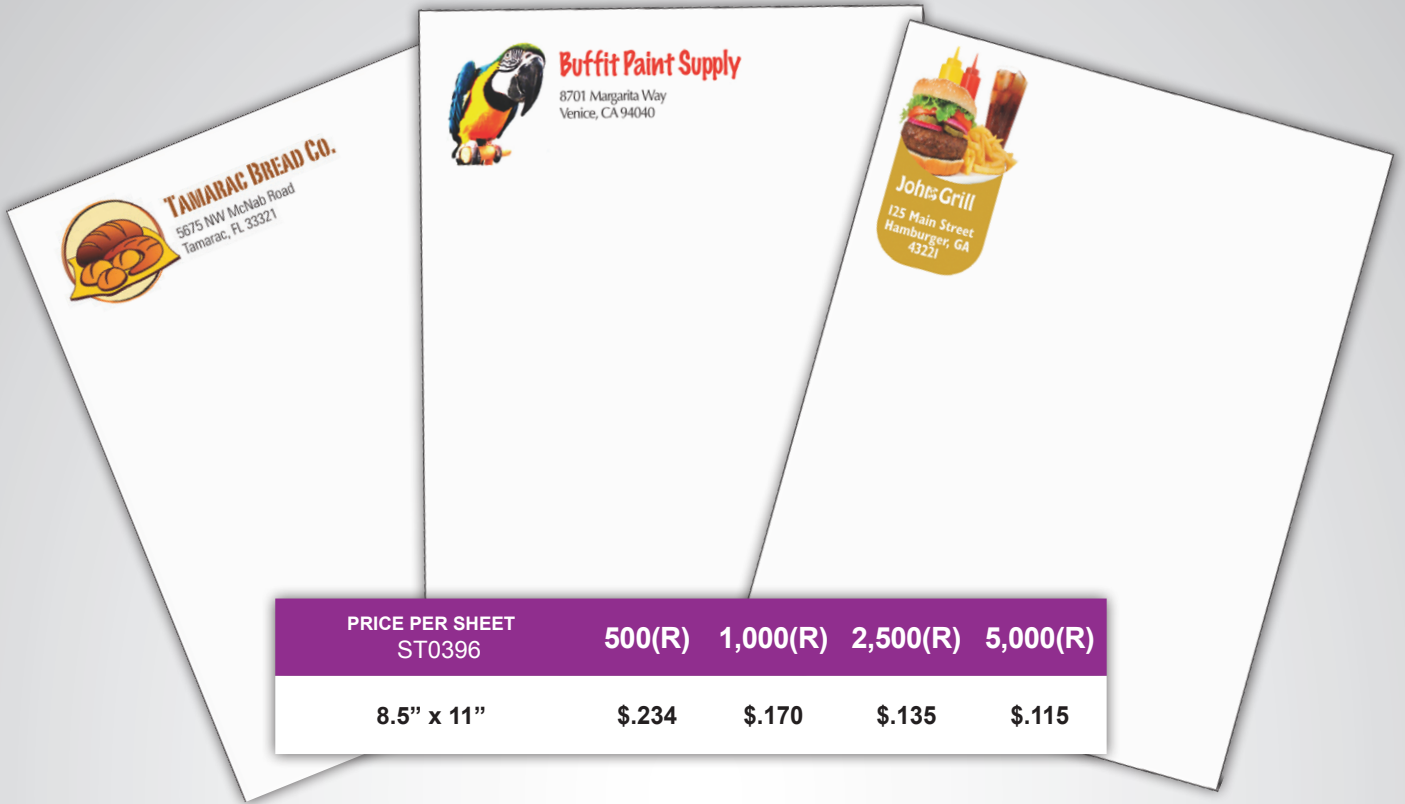 TAMARAC BREAD CO.
5675 NW McNab Road
Tamarac, FL 33321
Buffit Paint Supply
8701 Margarita Way
Venice, CA 94040
John's Grill
125 Main Street
Hamburger, GA
43221
PRICE PER SHEET
ST0396
500(R) 1,000(R) 2,500(R) 5,000(R)
8.5” x 11” $.234 $.170 $.135 $.115